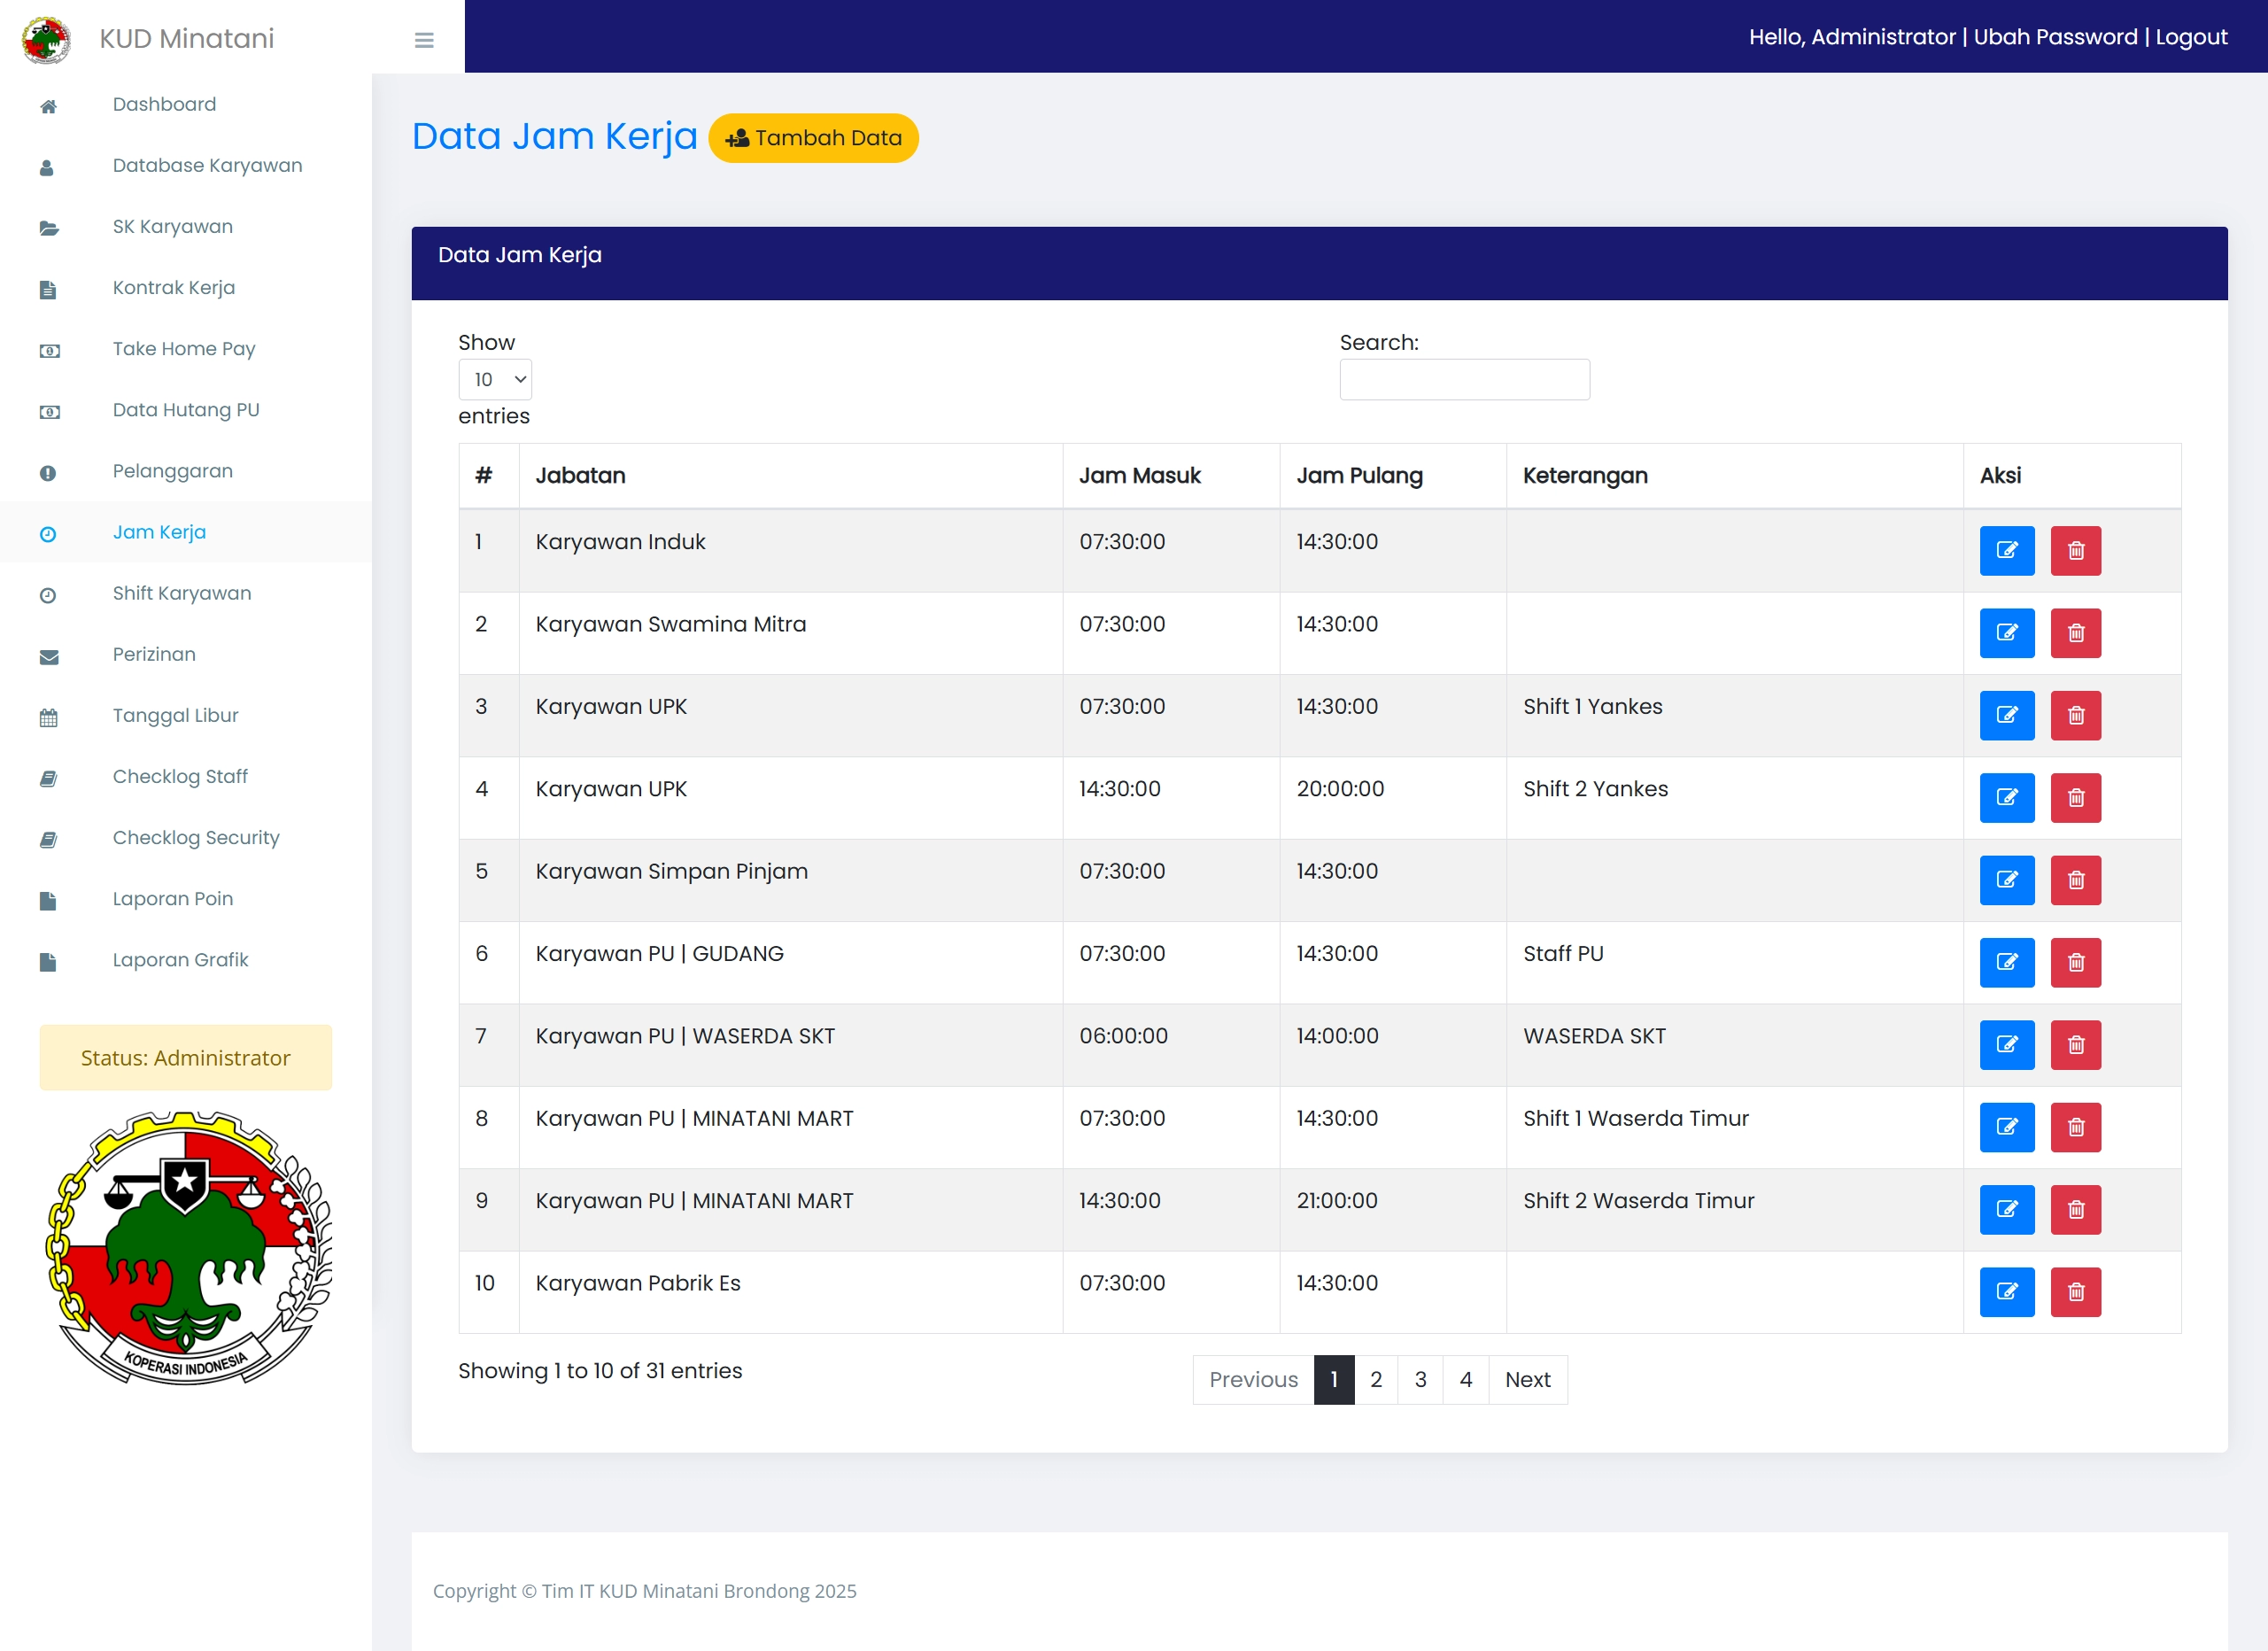 KUD Minatani
Hello, Administrator | Ubah Password | Logout
Dashboard
Database Karyawan
SK Karyawan
Kontrak Kerja
Take Home Pay
Data Hutang PU
Pelanggaran
Jam Kerja
Shift Karyawan
Perizinan
Tanggal Libur
Checklog Staff
Checklog Security
Laporan Poin
Laporan Grafik
Status: Administrator
KOPERASI INDONESIA
Data Jam Kerja
Tambah Data
Data Jam Kerja
Show
10
entries
Search:
# Jabatan Jam Masuk Jam Pulang Keterangan Aksi
1 Karyawan Induk 07:30:00 14:30:00
2 Karyawan Swamina Mitra 07:30:00 14:30:00
3 Karyawan UPK 07:30:00 14:30:00 Shift 1 Yankes
4 Karyawan UPK 14:30:00 20:00:00 Shift 2 Yankes
5 Karyawan Simpan Pinjam 07:30:00 14:30:00
6 Karyawan PU | GUDANG 07:30:00 14:30:00 Staff PU
7 Karyawan PU | WASERDA SKT 06:00:00 14:00:00 WASERDA SKT
8 Karyawan PU | MINATANI MART 07:30:00 14:30:00 Shift 1 Waserda Timur
9 Karyawan PU | MINATANI MART 14:30:00 21:00:00 Shift 2 Waserda Timur
10 Karyawan Pabrik Es 07:30:00 14:30:00
Showing 1 to 10 of 31 entries
Previous 1 2 3 4 Next
Copyright © Tim IT KUD Minatani Brondong 2025